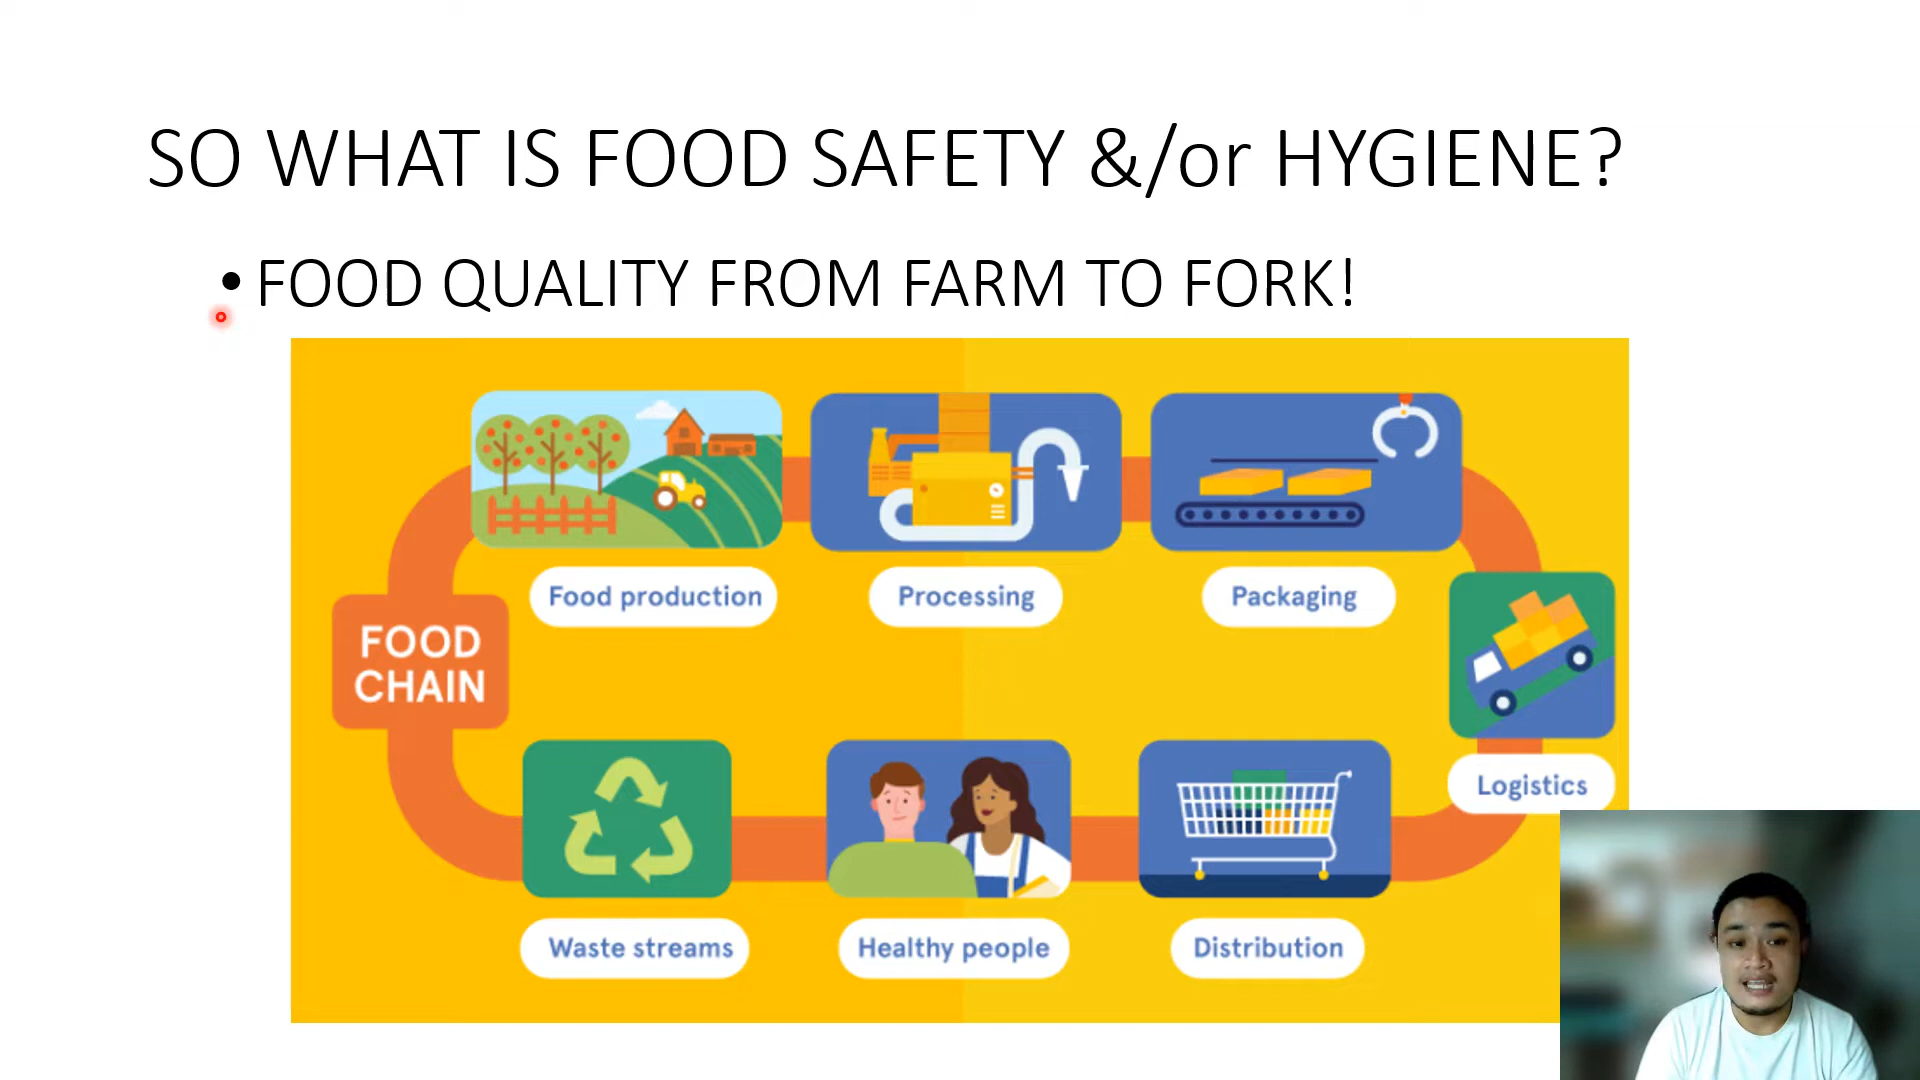 SO WHAT IS FOOD SAFETY &/or HYGIENE?
• FOOD QUALITY FROM FARM TO FORK!
Food production
Processing
Packaging
FOOD
CHAIN
Logistics
Waste streams
Healthy people
Distribution